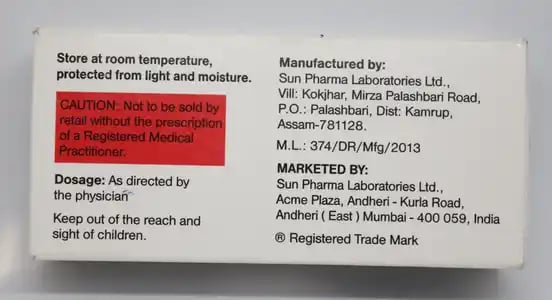 Store at room temperature,
protected from light and moisture.
CAUTION: Not to be sold by
retail without the prescription
of a Registered Medical
Practitioner.
Dosage: As directed by
the physician
Keep out of the reach and
sight of children.
Manufactured by:
Sun Pharma Laboratories Ltd.,
Vill: Kokjhar, Mirza Palashbari Road,
P.O.: Palashbari, Dist: Kamrup,
Assam-781128.
M.L.: 374/DR/Mfg/2013
MARKETED BY:
Sun Pharma Laboratories Ltd.,
Acme Plaza, Andheri - Kurla Road,
Andheri ( East ) Mumbai - 400 059, India
® Registered Trade Mark